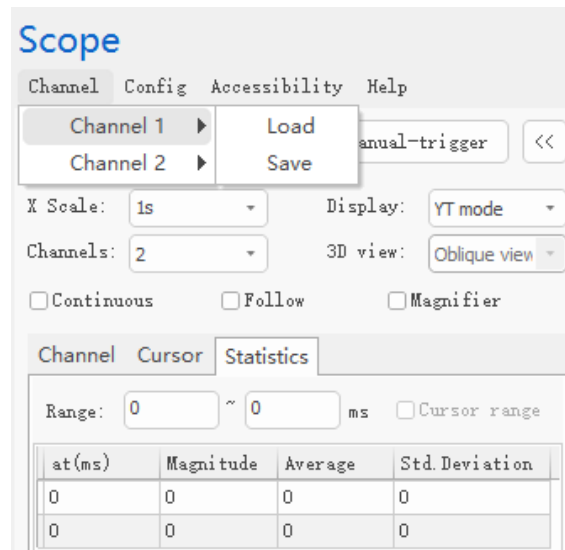 Scope
Channel Config Accessibility Help
Channel 1 Load
anual-trigger <<
Channel 2 Save
X Scale: 1s Display: YT mode
Channels: 2 3D view: Oblique view
Continuous Follow Magnifier
Channel Cursor Statistics
Range: 0 ~ 0 ms Cursor range
at(ms) Magnitude Average Std.Deviation
0 0 0 0
0 0 0 0